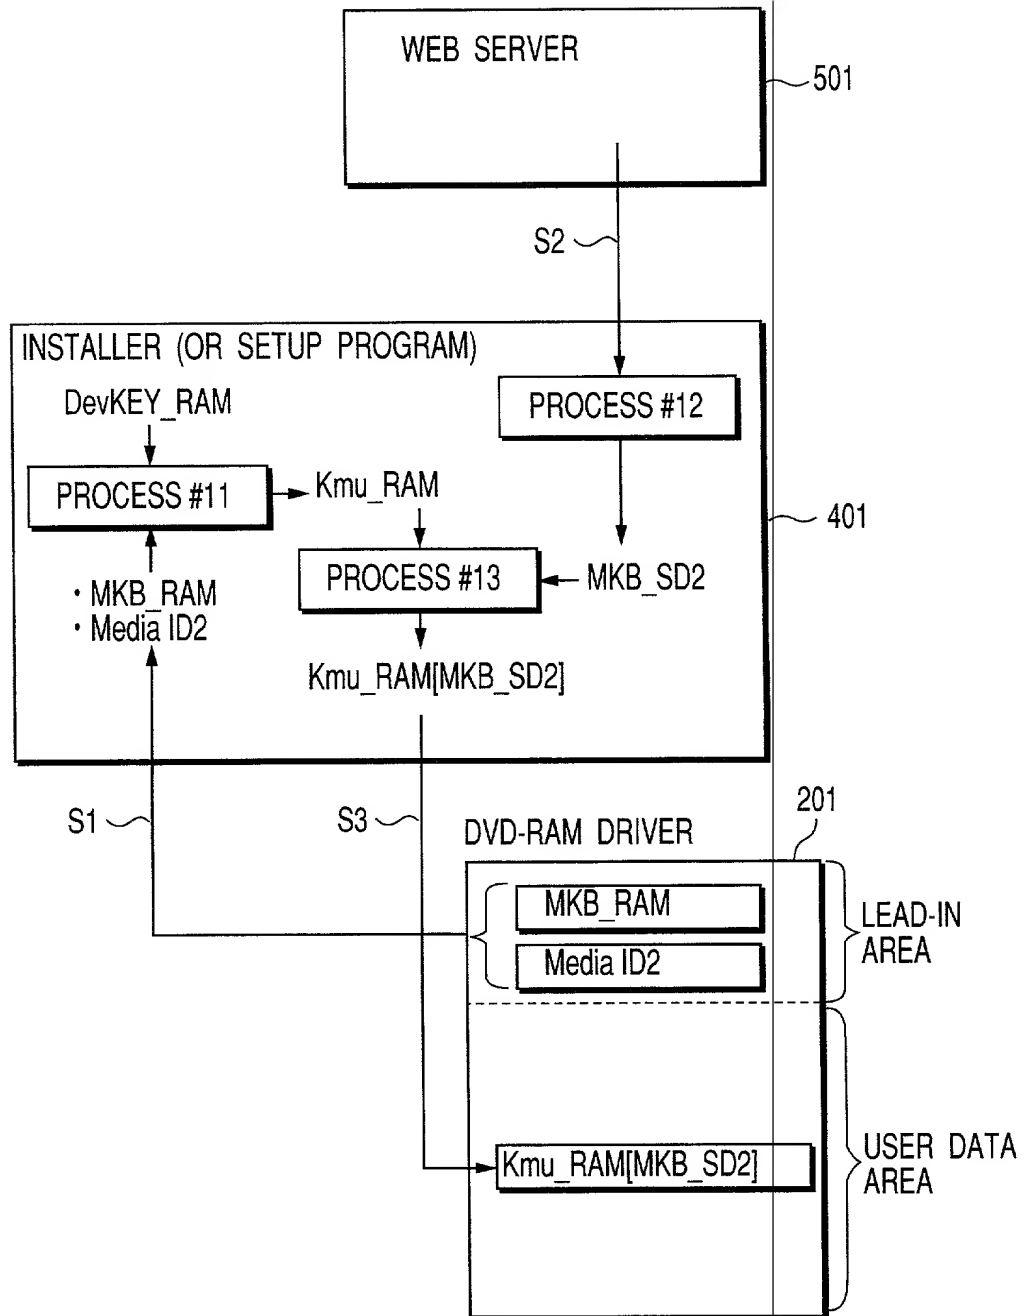 WEB SERVER
501
S2
INSTALLER (OR SETUP PROGRAM)
DevKEY_RAM
PROCESS #12
PROCESS #11
Kmu_RAM
401
PROCESS #13
MKB_SD2
· MKB_RAM
· Media ID2
Kmu_RAM[MKB_SD2]
S1
S3
201
DVD-RAM DRIVER
MKB_RAM
Media ID2
LEAD-IN
AREA
Kmu_RAM[MKB_SD2]
USER DATA
AREA